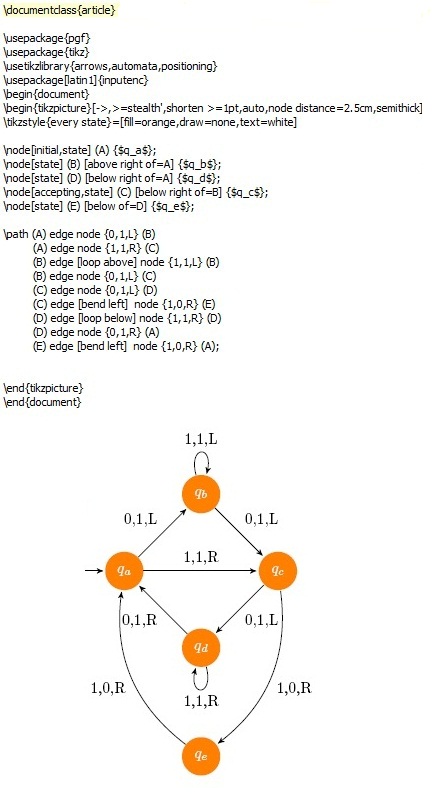 \documentclass{article}

\usepackage{pgf}
\usepackage{tikz}
\usetikzlibrary{arrows,automata,positioning}
\usepackage[latin1]{inputenc}
\begin{document}
\begin{tikzpicture}[->,>=stealth',shorten >=1pt,auto,node distance=2.5cm,semithick]
\tikzstyle{every state}=[fill=orange,draw=none,text=white]

\node[initial,state] (A) {$q_a$};
\node[state] (B) [above right of=A] {$q_b$};
\node[state] (D) [below right of=A] {$q_d$};
\node[accepting,state] (C) [below right of=B] {$q_c$};
\node[state] (E) [below of=D] {$q_e$};

\path (A) edge node {0,1,L} (B)
(A) edge node {1,1,R} (C)
(B) edge [loop above] node {1,1,L} (B)
(B) edge node {0,1,L} (C)
(C) edge node {0,1,L} (D)
(C) edge [bend left] node {1,0,R} (E)
(D) edge [loop below] node {1,1,R} (D)
(D) edge node {0,1,R} (A)
(E) edge [bend left] node {1,0,R} (A);

\end{tikzpicture}
\end{document}

1,1,L
q_b
0,1,L 0,1,L
q_a 1,1,R q_c
0,1,R 0,1,L
q_d
1,0,R 1,1,R 1,0,R
q_e